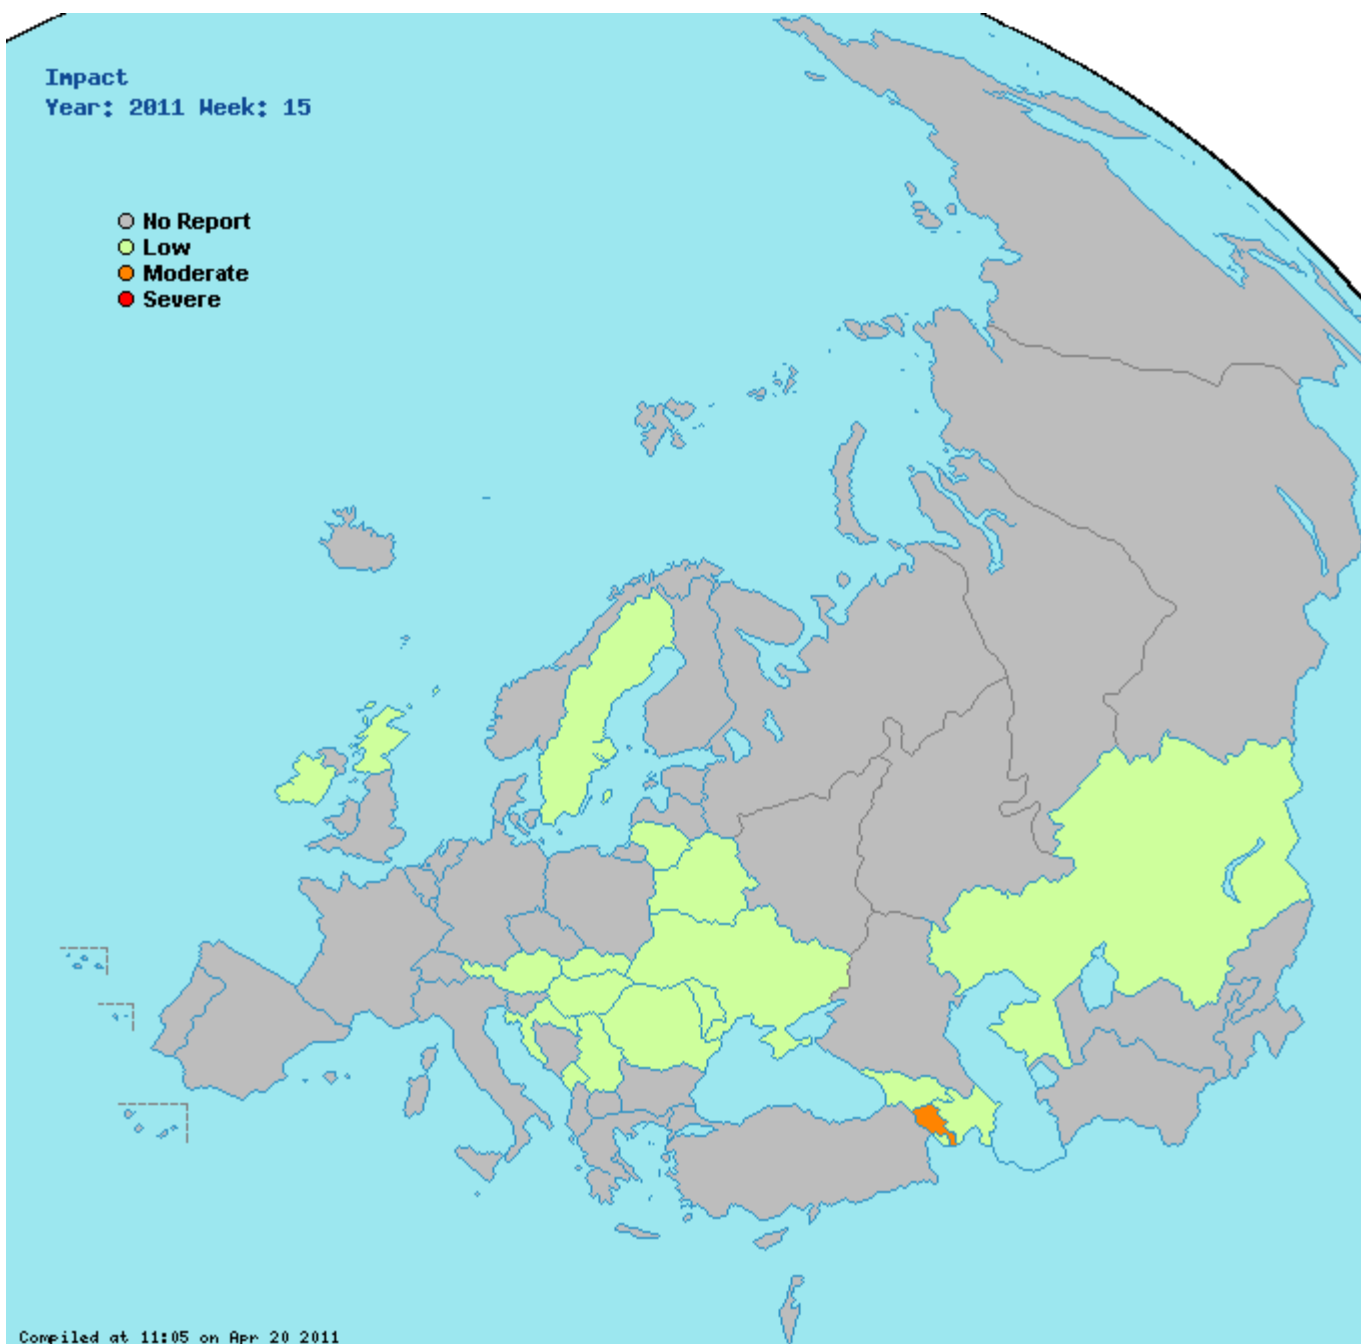 Impact
Year: 2011 Week: 15
No Report
Low
Moderate
Severe
Compiled at 11:05 on Apr 20 2011